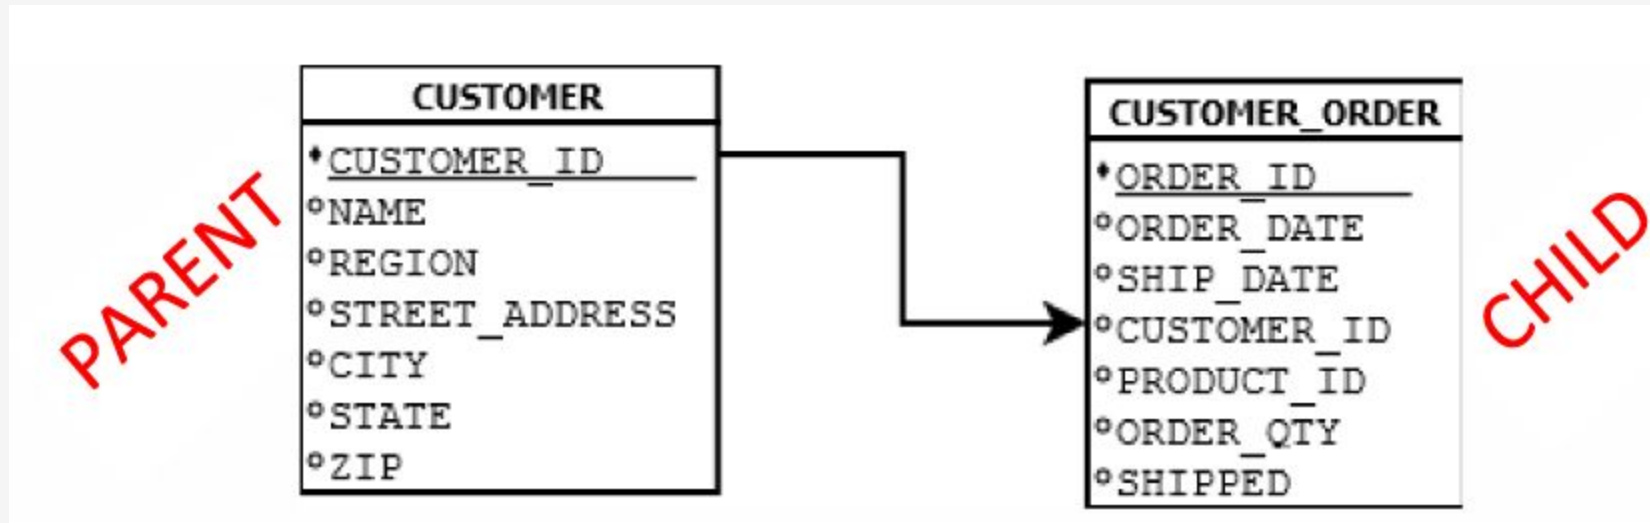 PARENT
CUSTOMER
CUSTOMER_ID
NAME
REGION
STREET_ADDRESS
CITY
STATE
ZIP
CUSTOMER_ORDER
ORDER_ID
ORDER_DATE
SHIP_DATE
CUSTOMER_ID
PRODUCT_ID
ORDER_QTY
SHIPPED
CHILD